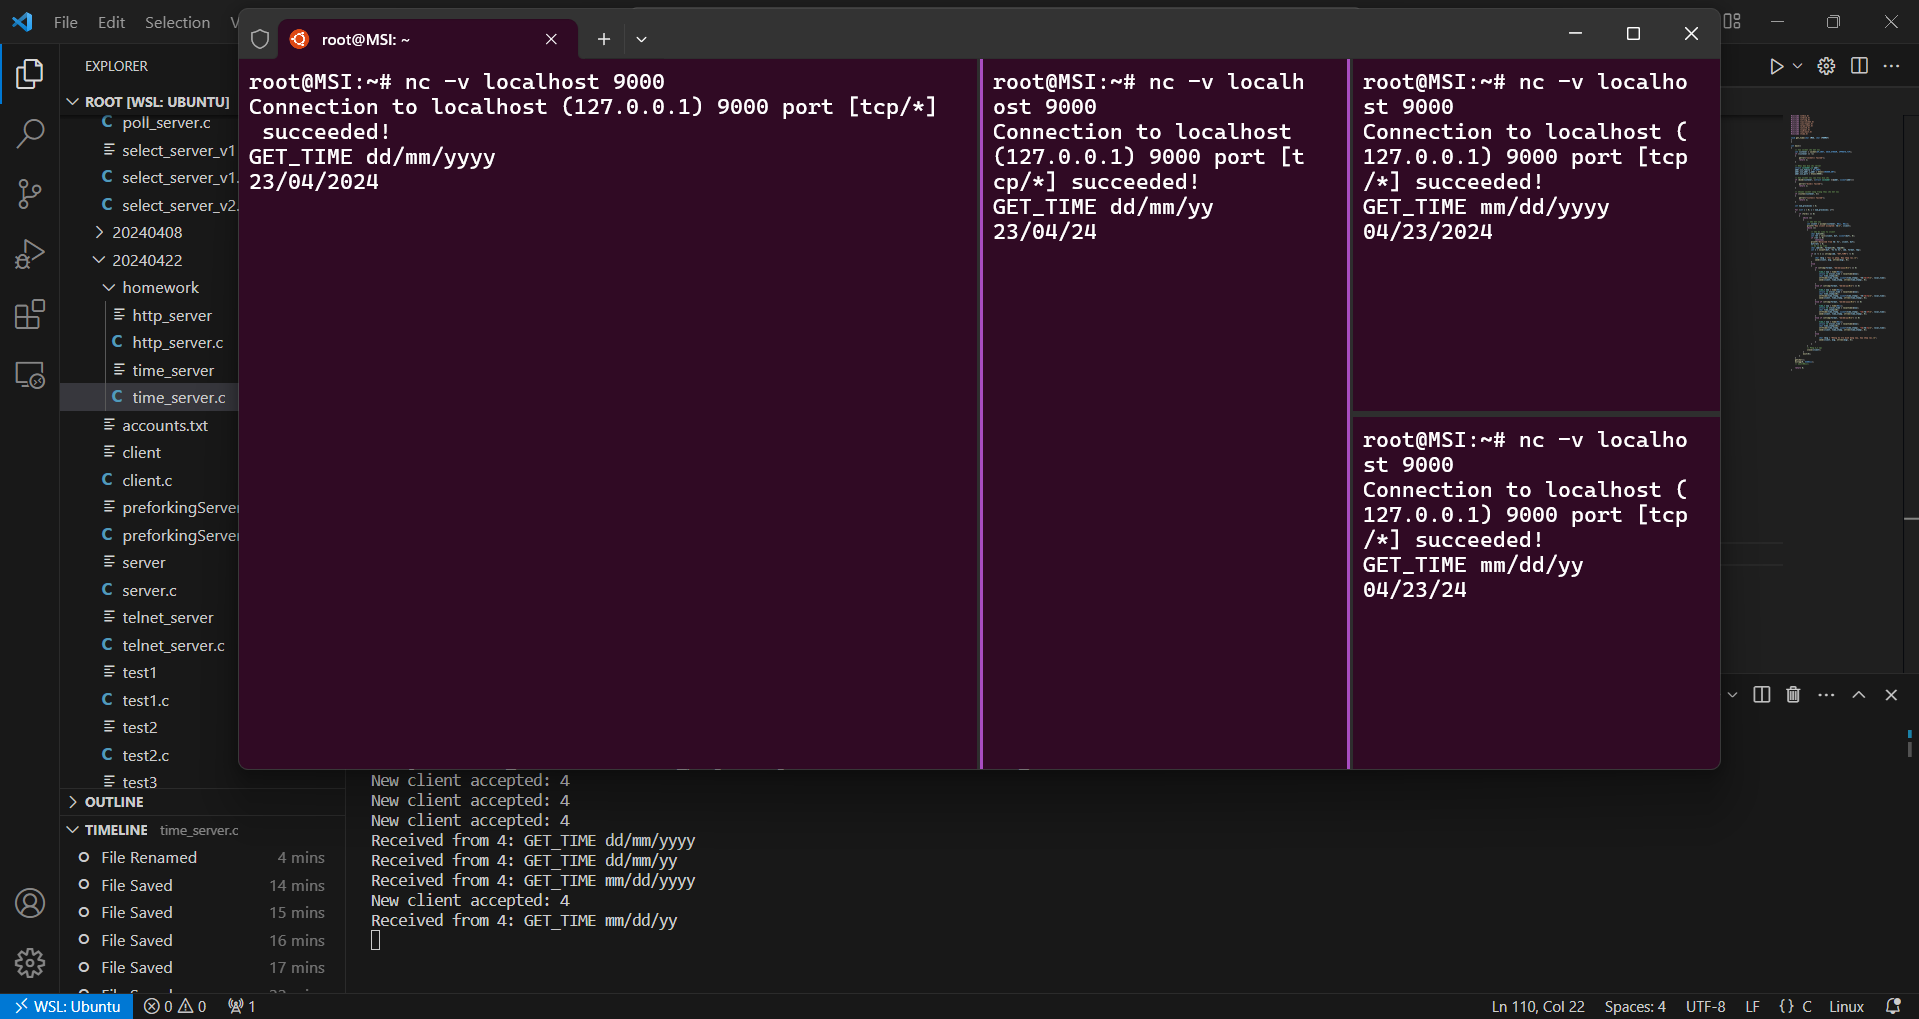 File Edit Selection
root@MSI: ~
EXPLORER
ROOT [WSL: UBUNTU]
poll_server.c
select_server_v1
select_server_v1.
select_server_v2.
20240408
20240422
homework
http_server
http_server.c
time_server
time_server.c
accounts.txt
client
client.c
preforkingServer
preforkingServer
server
server.c
telnet_server
telnet_server.c
test1
test1.c
test2
test2.c
test3
OUTLINE
TIMELINE time_server.c
File Renamed 4 mins
File Saved 14 mins
File Saved 15 mins
File Saved 16 mins
File Saved 17 mins
root@MSI:~# nc -v localhost 9000
Connection to localhost (127.0.0.1) 9000 port [tcp/*]
succeeded!
GET_TIME dd/mm/yyyy
23/04/2024
root@MSI:~# nc -v localh
ost 9000
Connection to localhost
(127.0.0.1) 9000 port [t
cp/*] succeeded!
GET_TIME dd/mm/yy
23/04/24
root@MSI:~# nc -v localho
st 9000
Connection to localhost (
127.0.0.1) 9000 port [tcp
/*] succeeded!
GET_TIME mm/dd/yyyy
04/23/2024
root@MSI:~# nc -v localho
st 9000
Connection to localhost (
127.0.0.1) 9000 port [tcp
/*] succeeded!
GET_TIME mm/dd/yy
04/23/24
New client accepted: 4
New client accepted: 4
New client accepted: 4
Received from 4: GET_TIME dd/mm/yyyy
Received from 4: GET_TIME dd/mm/yy
Received from 4: GET_TIME mm/dd/yyyy
New client accepted: 4
Received from 4: GET_TIME mm/dd/yy
WSL: Ubuntu 0 0 1
Ln 110, Col 22 Spaces: 4 UTF-8 LF {} C Linux